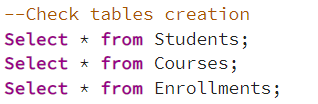 --Check tables creation
Select * from Students;
Select * from Courses;
Select * from Enrollments;